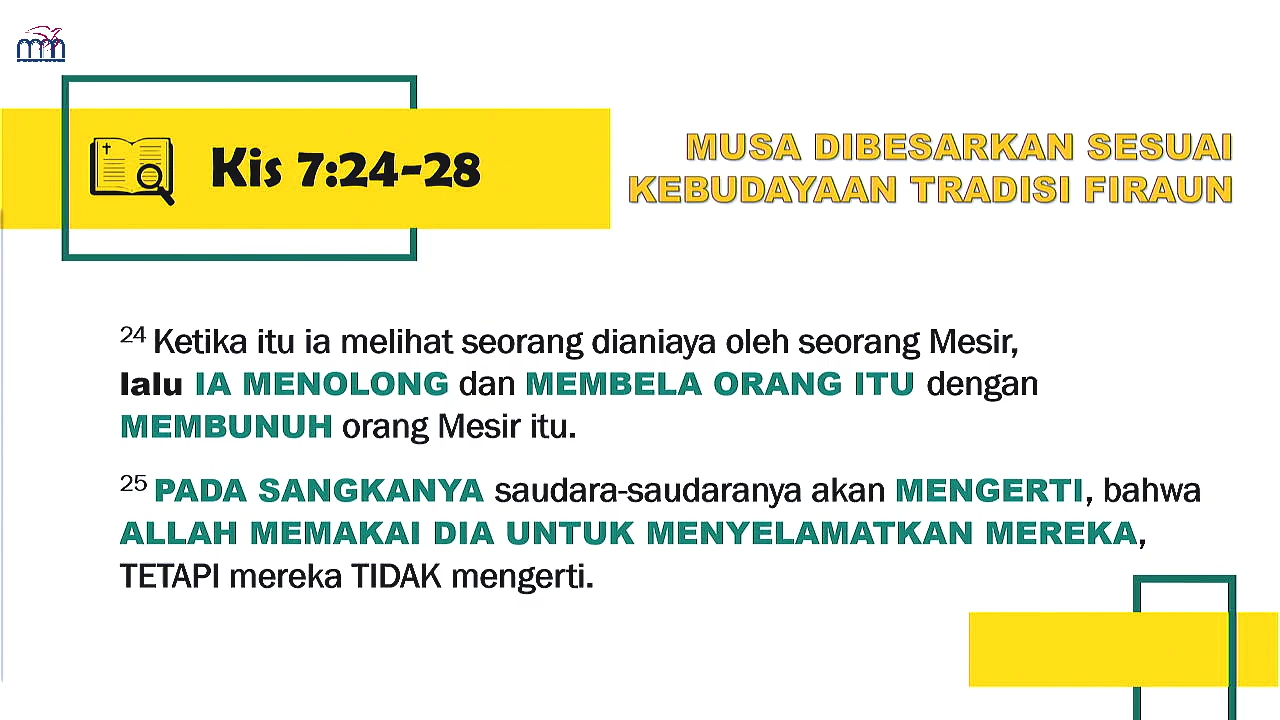 Kis 7:24-28
MUSA DIBESARKAN SESUAI
KEBUDAYAAN TRADISI FIRAUN
24 Ketika itu ia melihat seorang dianiaya oleh seorang Mesir,
lalu IA MENOLONG dan MEMBELA ORANG ITU dengan
MEMBUNUH orang Mesir itu.
25 PADA SANGKANYA saudara-saudaranya akan MENGERTI, bahwa
ALLAH MEMAKAI DIA UNTUK MENYELAMATKAN MEREKA,
TETAPI mereka TIDAK mengerti.